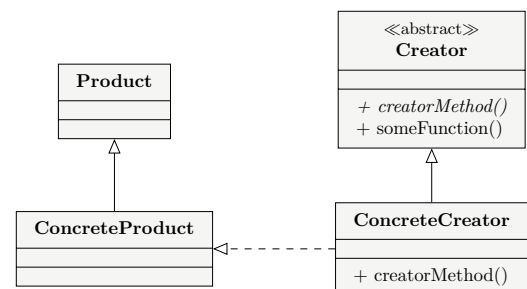 ≪abstract≫
Creator
+ creatorMethod()
+ someFunction()
Product
ConcreteProduct
ConcreteCreator
+ creatorMethod()